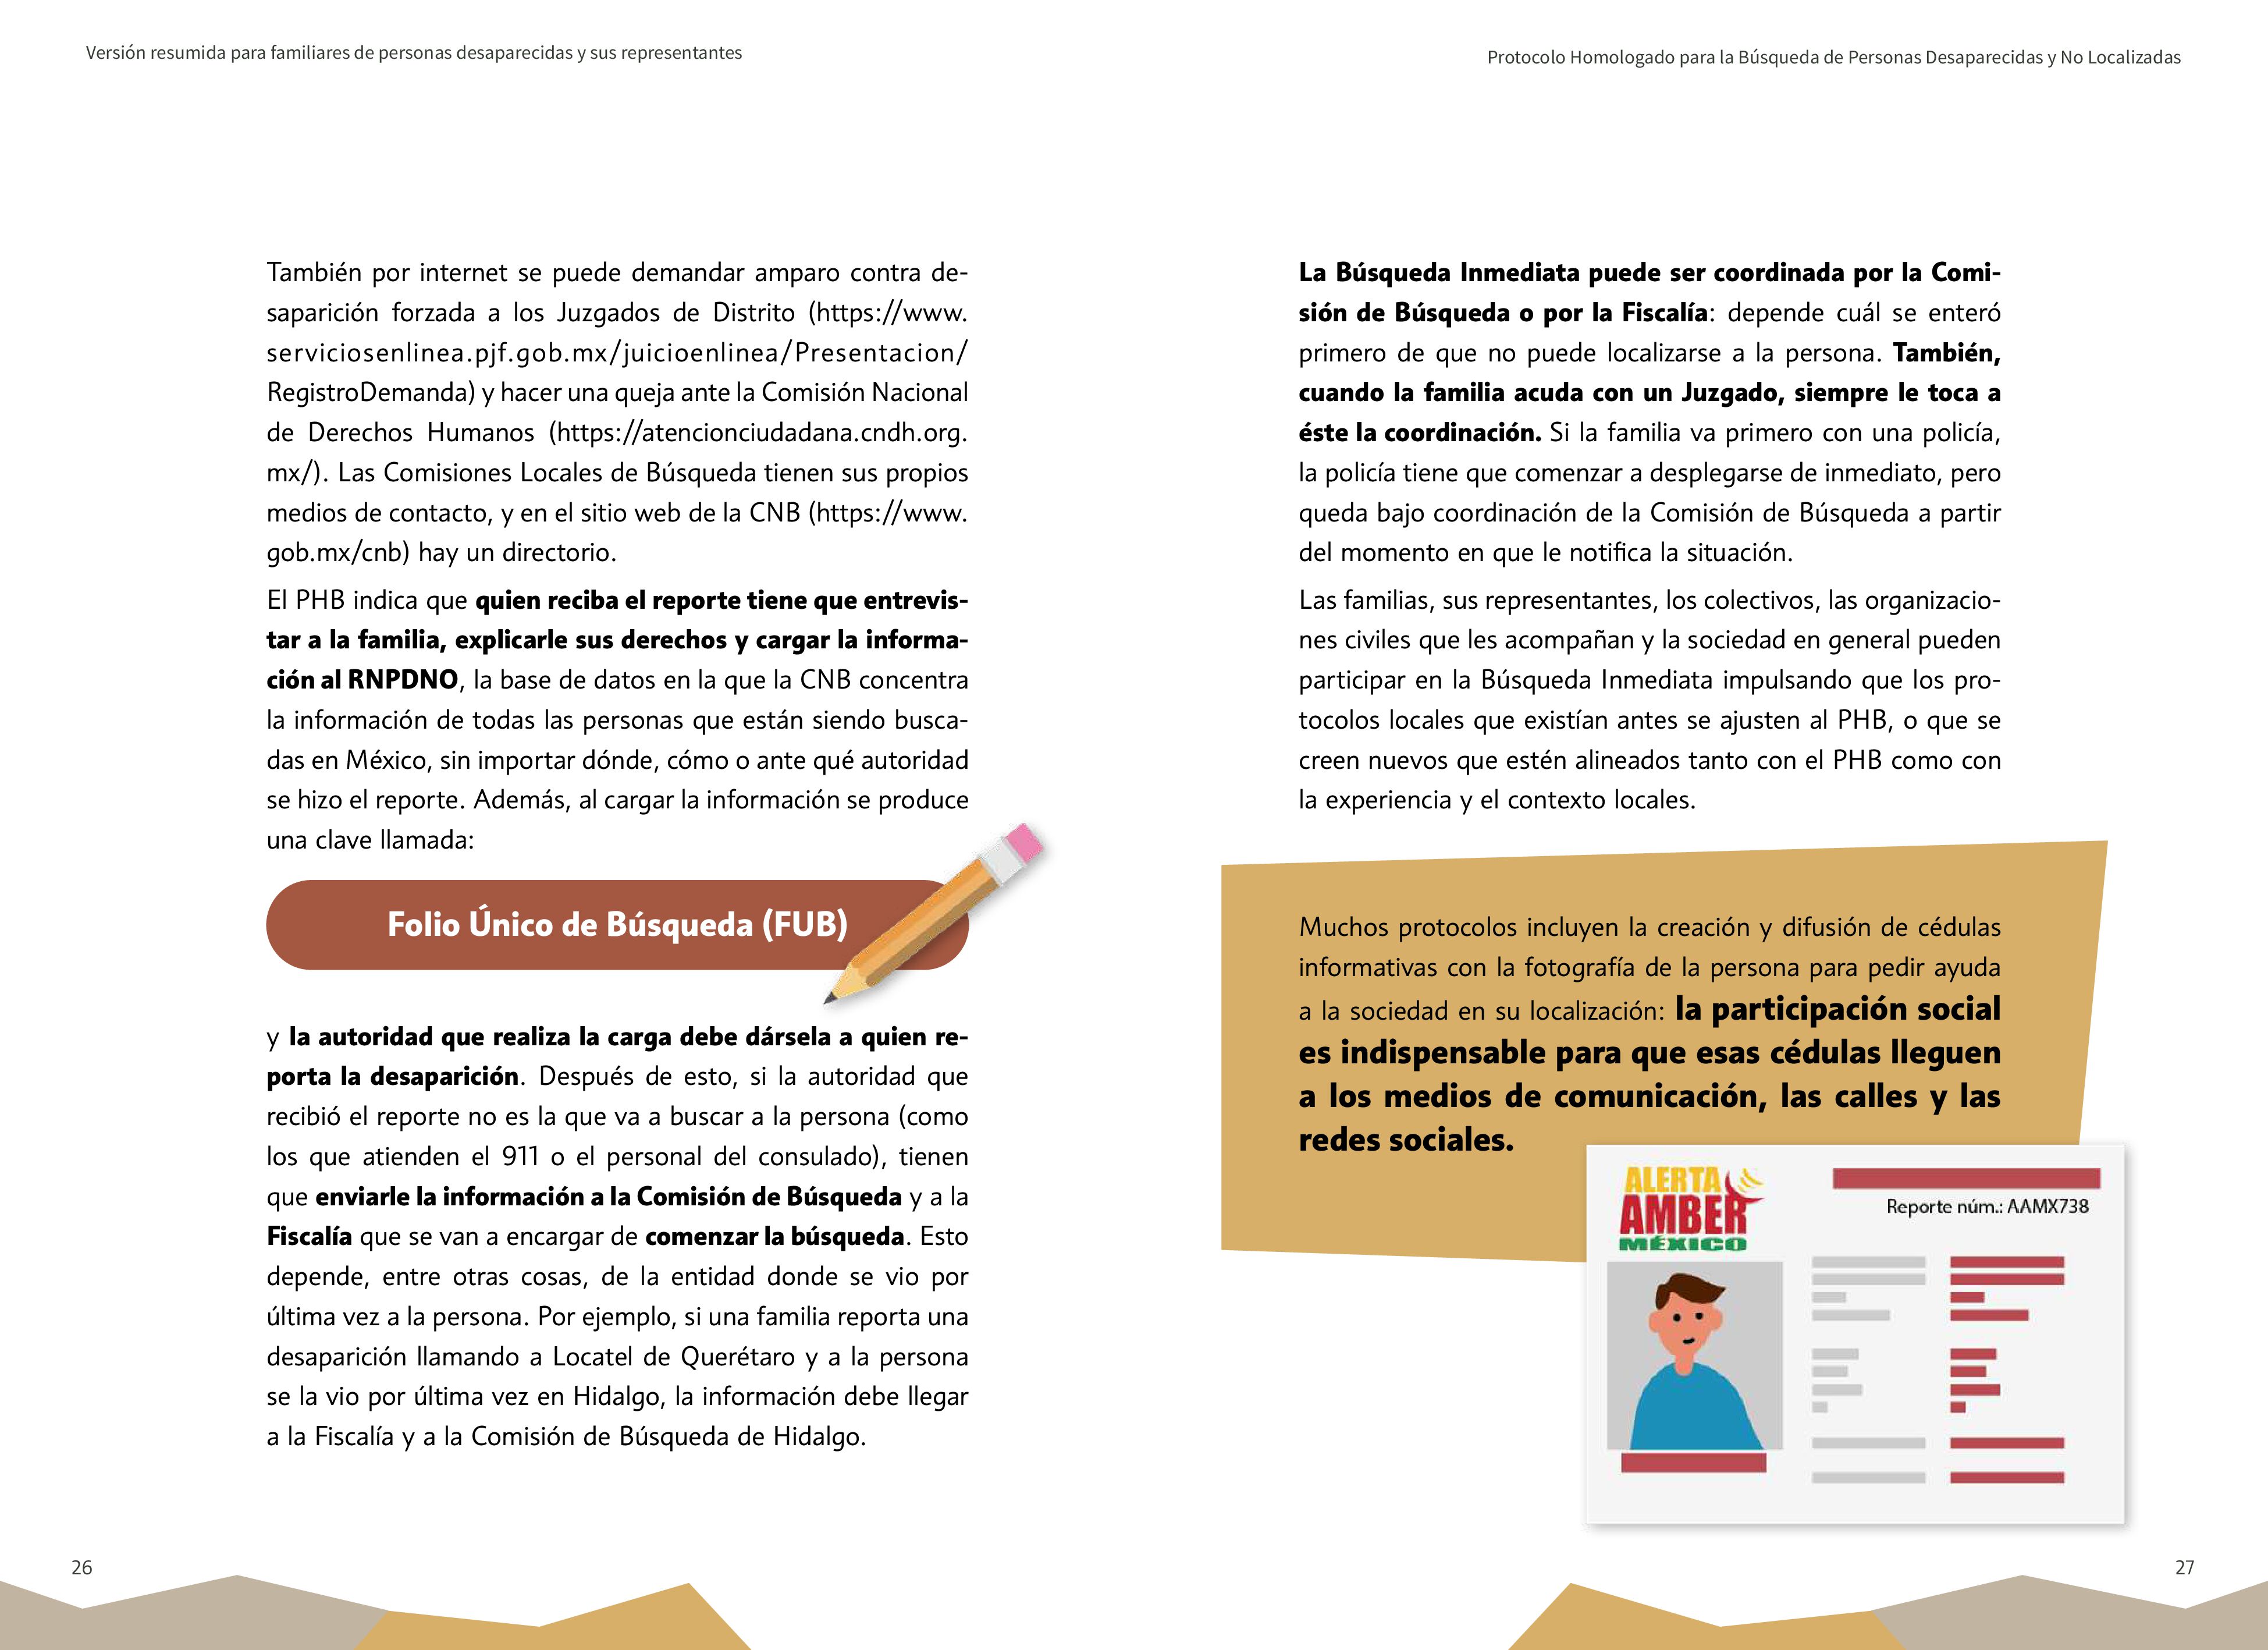 Versión resumida para familiares de personas desaparecidas y sus representantes
También por internet se puede demandar amparo contra de-
saparición forzada a los Juzgados de Distrito (https://www.
serviciosenlinea.pjf.gob.mx/juicioenlinea/Presentacion/
RegistroDemanda) y hacer una queja ante la Comisión Nacional
de Derechos Humanos (https://atencionciudadana.cndh.org.
mx/). Las Comisiones Locales de Búsqueda tienen sus propios
medios de contacto, y en el sitio web de la CNB (https://www.
gob.mx/cnb) hay un directorio.
El PHB indica que quien reciba el reporte tiene que entrevis-
tar a la familia, explicarle sus derechos y cargar la informa-
ción al RNPDNO, la base de datos en la que la CNB concentra
la información de todas las personas que están siendo busca-
das en México, sin importar dónde, cómo o ante qué autoridad
se hizo el reporte. Además, al cargar la información se produce
una clave llamada:
Folio Único de Búsqueda (FUB)
y la autoridad que realiza la carga debe dársela a quien re-
porta la desaparición. Después de esto, si la autoridad que
recibió el reporte no es la que va a buscar a la persona (como
los que atienden el 911 o el personal del consulado), tienen
que enviarle la información a la Comisión de Búsqueda y a la
Fiscalía que se van a encargar de comenzar la búsqueda. Esto
depende, entre otras cosas, de la entidad donde se vio por
última vez a la persona. Por ejemplo, si una familia reporta una
desaparición llamando a Locatel de Querétaro y a la persona
se la vio por última vez en Hidalgo, la información debe llegar
a la Fiscalía y a la Comisión de Búsqueda de Hidalgo.
26
Protocolo Homologado para la Búsqueda de Personas Desaparecidas y No Localizadas
La Búsqueda Inmediata puede ser coordinada por la Comi-
sión de Búsqueda o por la Fiscalía: depende cuál se enteró
primero de que no puede localizarse a la persona. También,
cuando la familia acuda con un Juzgado, siempre le toca a
éste la coordinación. Si la familia va primero con una policía,
la policía tiene que comenzar a desplegarse de inmediato, pero
queda bajo coordinación de la Comisión de Búsqueda a partir
del momento en que le notifica la situación.
Las familias, sus representantes, los colectivos, las organizacio-
nes civiles que les acompañan y la sociedad en general pueden
participar en la Búsqueda Inmediata impulsando que los pro-
tocolos locales que existían antes se ajusten al PHB, o que se
creen nuevos que estén alineados tanto con el PHB como con
la experiencia y el contexto locales.
Muchos protocolos incluyen la creación y difusión de cédulas
informativas con la fotografía de la persona para pedir ayuda
a la sociedad en su localización: la participación social
es indispensable para que esas cédulas lleguen
a los medios de comunicación, las calles y las
redes sociales.
ALERTA
AMBER
MÉXICO
Reporte núm.: AAMX738
27